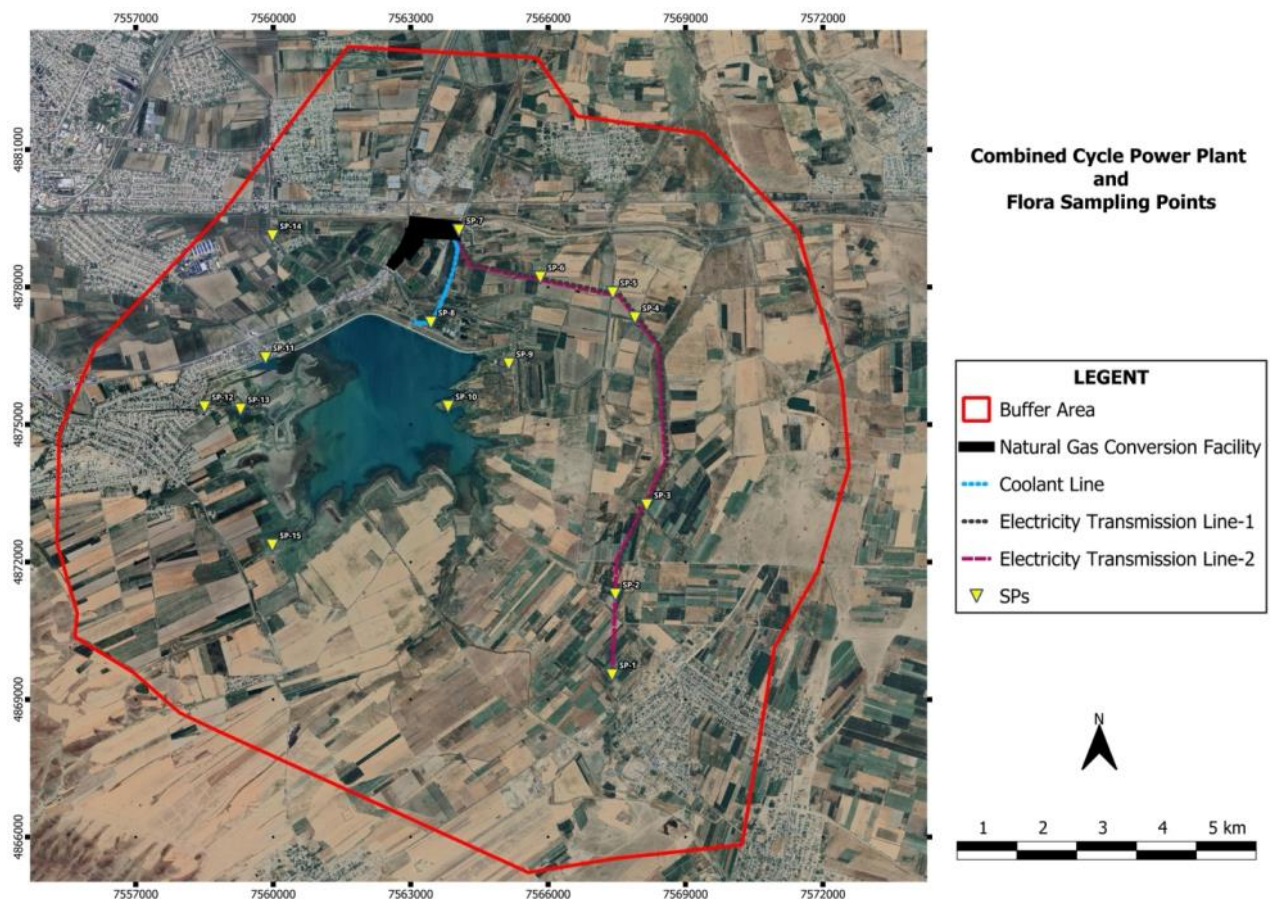 7557000 7560000 7563000 7566000 7569000 7572000
4881000
4878000
4875000
4872000
4869000
4866000
SP-14
SP-7
SP-6
SP-5
SP-4
SP-8
SP-11
SP-9
SP-12
SP-13
SP-10
SP-3
SP-15
SP-2
SP-1
7557000 7560000 7563000 7566000 7569000 7572000
Combined Cycle Power Plant
and
Flora Sampling Points
LEGENT
Buffer Area
Natural Gas Conversion Facility
Coolant Line
Electricity Transmission Line-1
Electricity Transmission Line-2
SPs
N
1 2 3 4 5 km